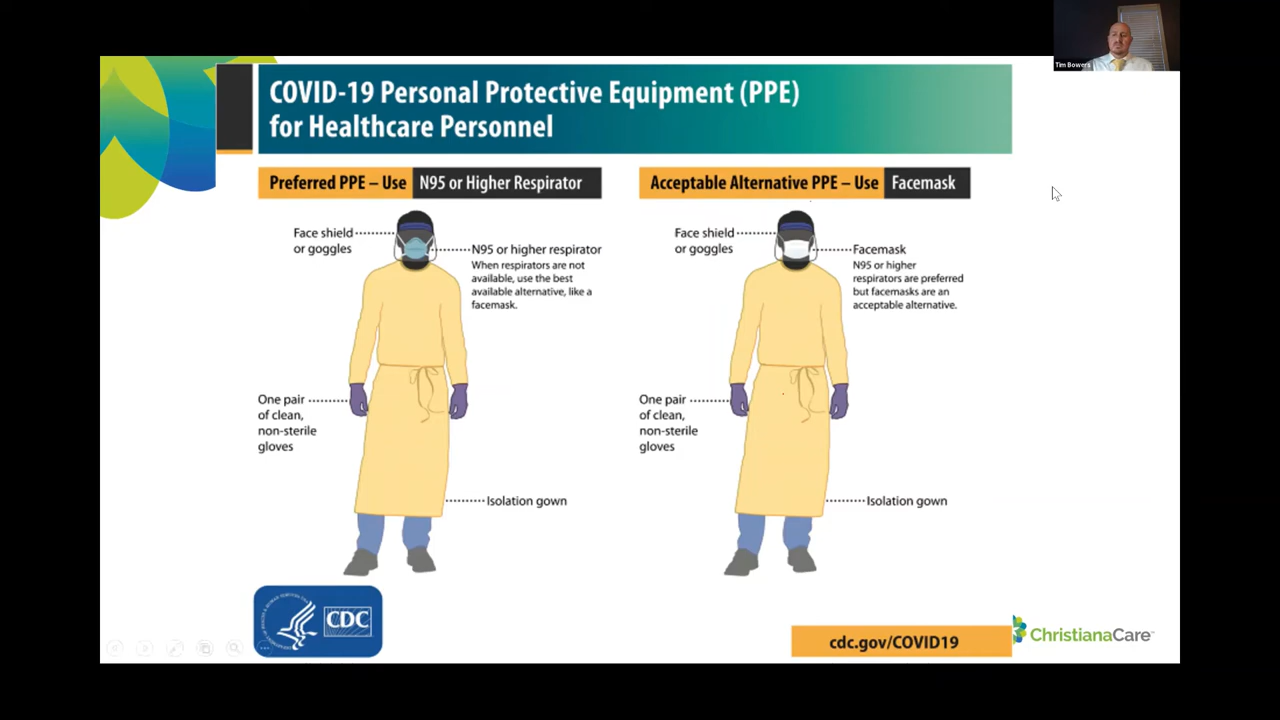 Tim Bowers
COVID-19 Personal Protective Equipment (PPE)
for Healthcare Personnel
Preferred PPE – Use N95 or Higher Respirator
Face shield
or goggles
N95 or higher respirator
When respirators are not
available, use the best
available alternative, like a
facemask.
One pair
of clean,
non-sterile
gloves
Isolation gown
Acceptable Alternative PPE – Use Facemask
Face shield
or goggles
Facemask
N95 or higher
respirators are preferred
but facemasks are an
acceptable alternative.
One pair
of clean,
non-sterile
gloves
Isolation gown
CDC
cdc.gov/COVID19
ChristianaCare™